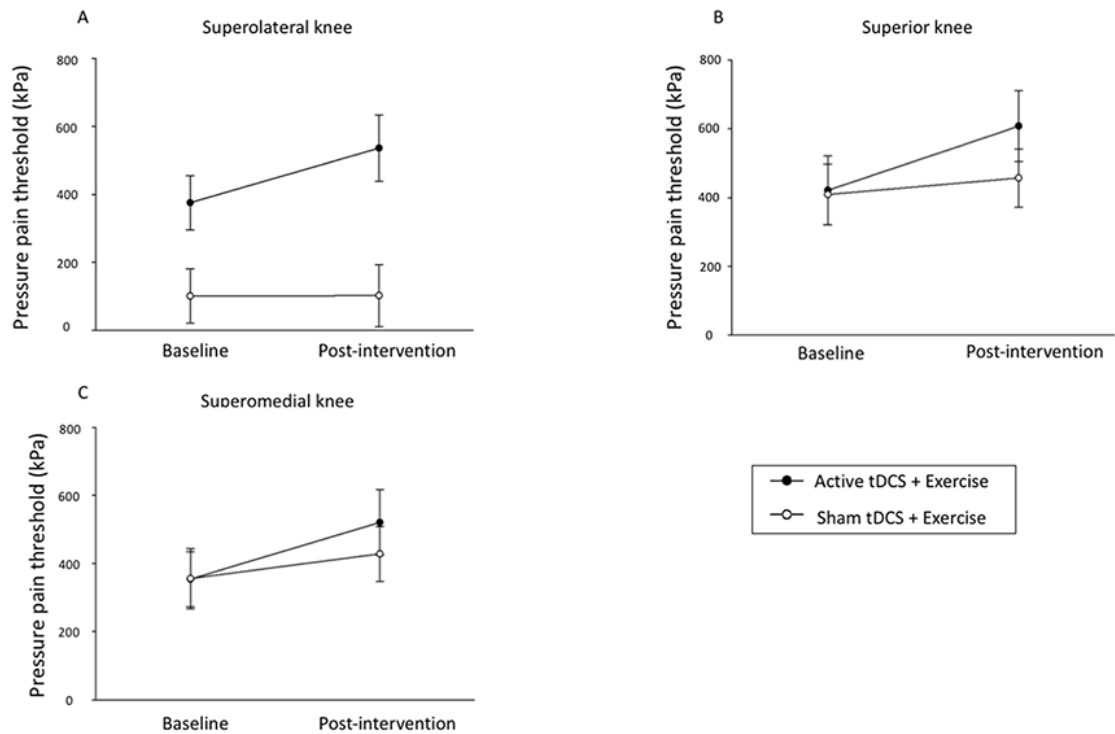 A
Superolateral knee
Pressure pain threshold (kPa)
800
600
400
200
0
Baseline Post-intervention
B
Superior knee
Pressure pain threshold (kPa)
800
600
400
200
0
Baseline Post-intervention
C
Superomedial knee
Pressure pain threshold (kPa)
800
600
400
200
0
Baseline Post-intervention
Active tDCS + Exercise
Sham tDCS + Exercise